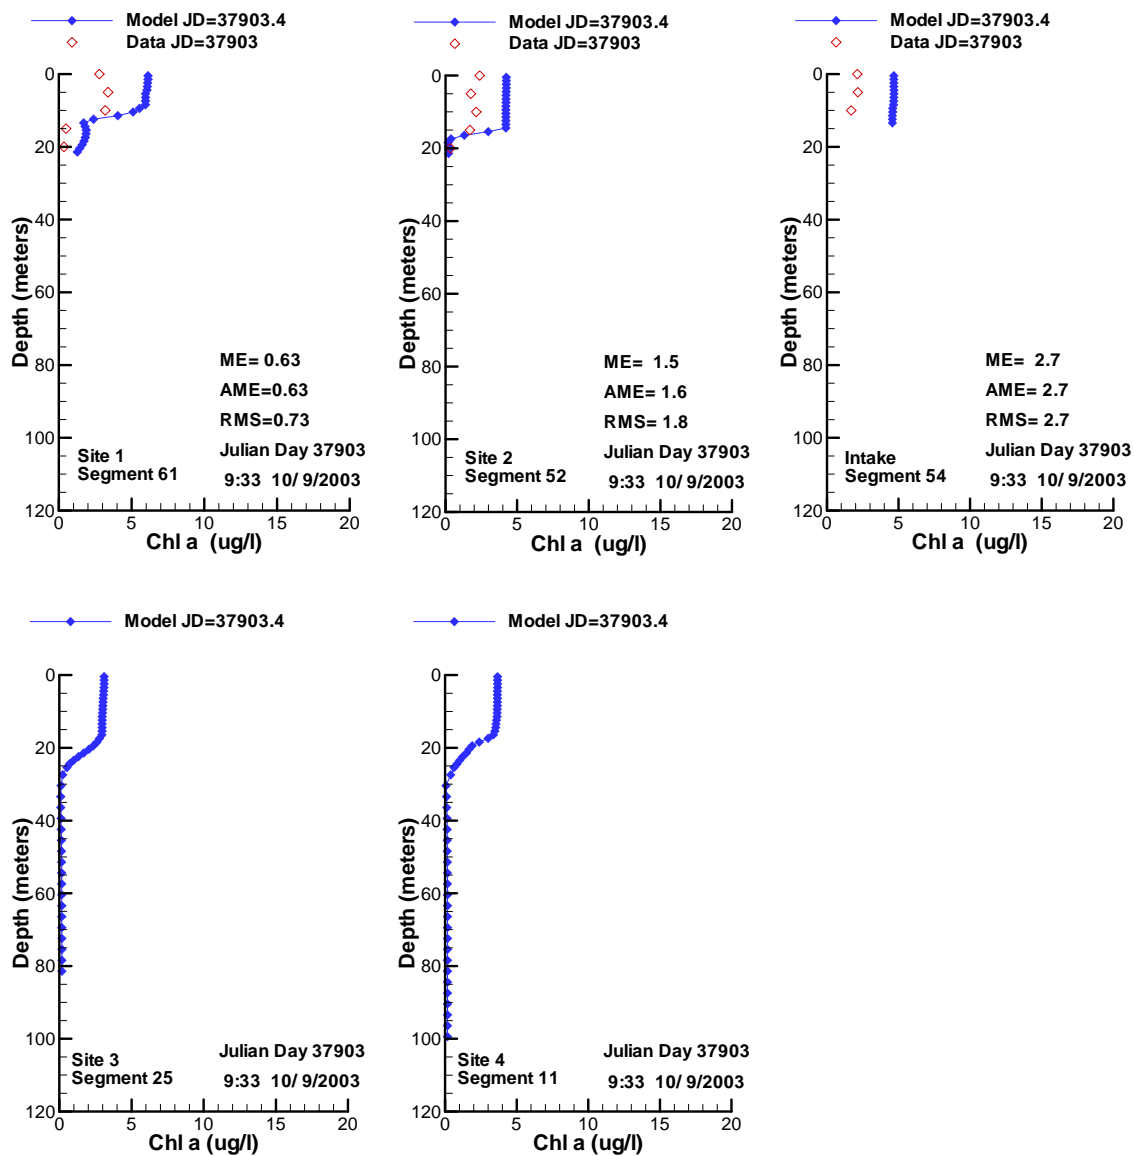 Model JD=37903.4
Data JD=37903
0
20
40
60
80
100
120
Depth (meters)
ME= 0.63
AME=0.63
RMS=0.73
Julian Day 37903
9:33 10/ 9/2003
Site 1
Segment 61
0 5 10 15 20
Chl a (ug/l)
Model JD=37903.4
Data JD=37903
0
20
40
60
80
100
120
Depth (meters)
ME= 1.5
AME= 1.6
RMS= 1.8
Julian Day 37903
9:33 10/ 9/2003
Site 2
Segment 52
0 5 10 15 20
Chl a (ug/l)
Model JD=37903.4
Data JD=37903
0
20
40
60
80
100
120
Depth (meters)
ME= 2.7
AME= 2.7
RMS= 2.7
Julian Day 37903
9:33 10/ 9/2003
Intake
Segment 54
0 5 10 15 20
Chl a (ug/l)
Model JD=37903.4
0
20
40
60
80
100
120
Depth (meters)
Julian Day 37903
9:33 10/ 9/2003
Site 3
Segment 25
0 5 10 15 20
Chl a (ug/l)
Model JD=37903.4
0
20
40
60
80
100
120
Depth (meters)
Julian Day 37903
9:33 10/ 9/2003
Site 4
Segment 11
0 5 10 15 20
Chl a (ug/l)